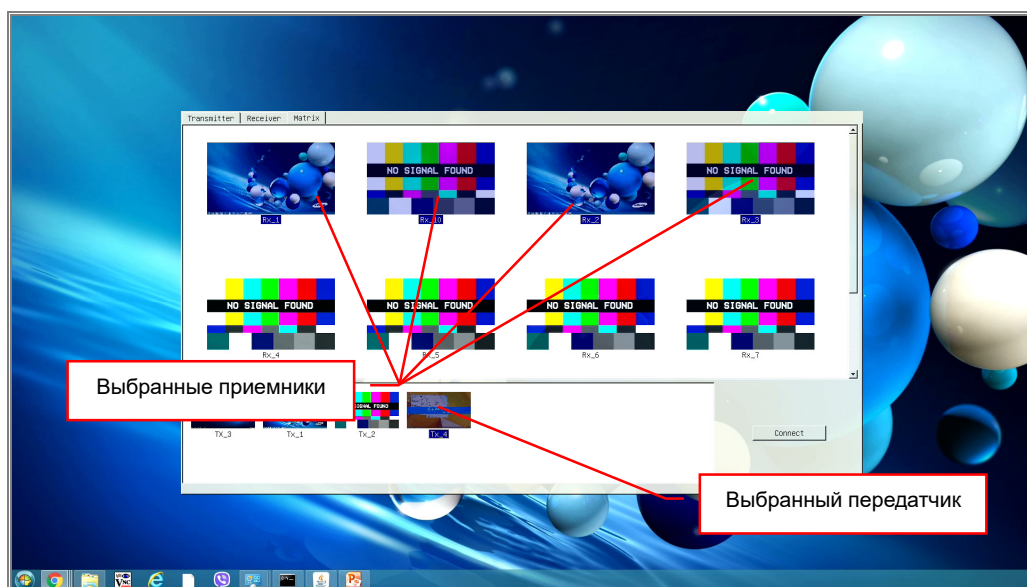 Transmitter Receiver Matrix
NO SIGNAL FOUND NO SIGNAL FOUND
Rx_1 Rx_10 Rx_2 Rx_3
NO SIGNAL FOUND NO SIGNAL FOUND NO SIGNAL FOUND NO SIGNAL FOUND
Rx_4 Rx_5 Rx_6 Rx_7
Выбранные приемники
SIGNAL FOUND
TX_3 Tx_1 Tx_2 Tx_4
Connect
Выбранный передатчик